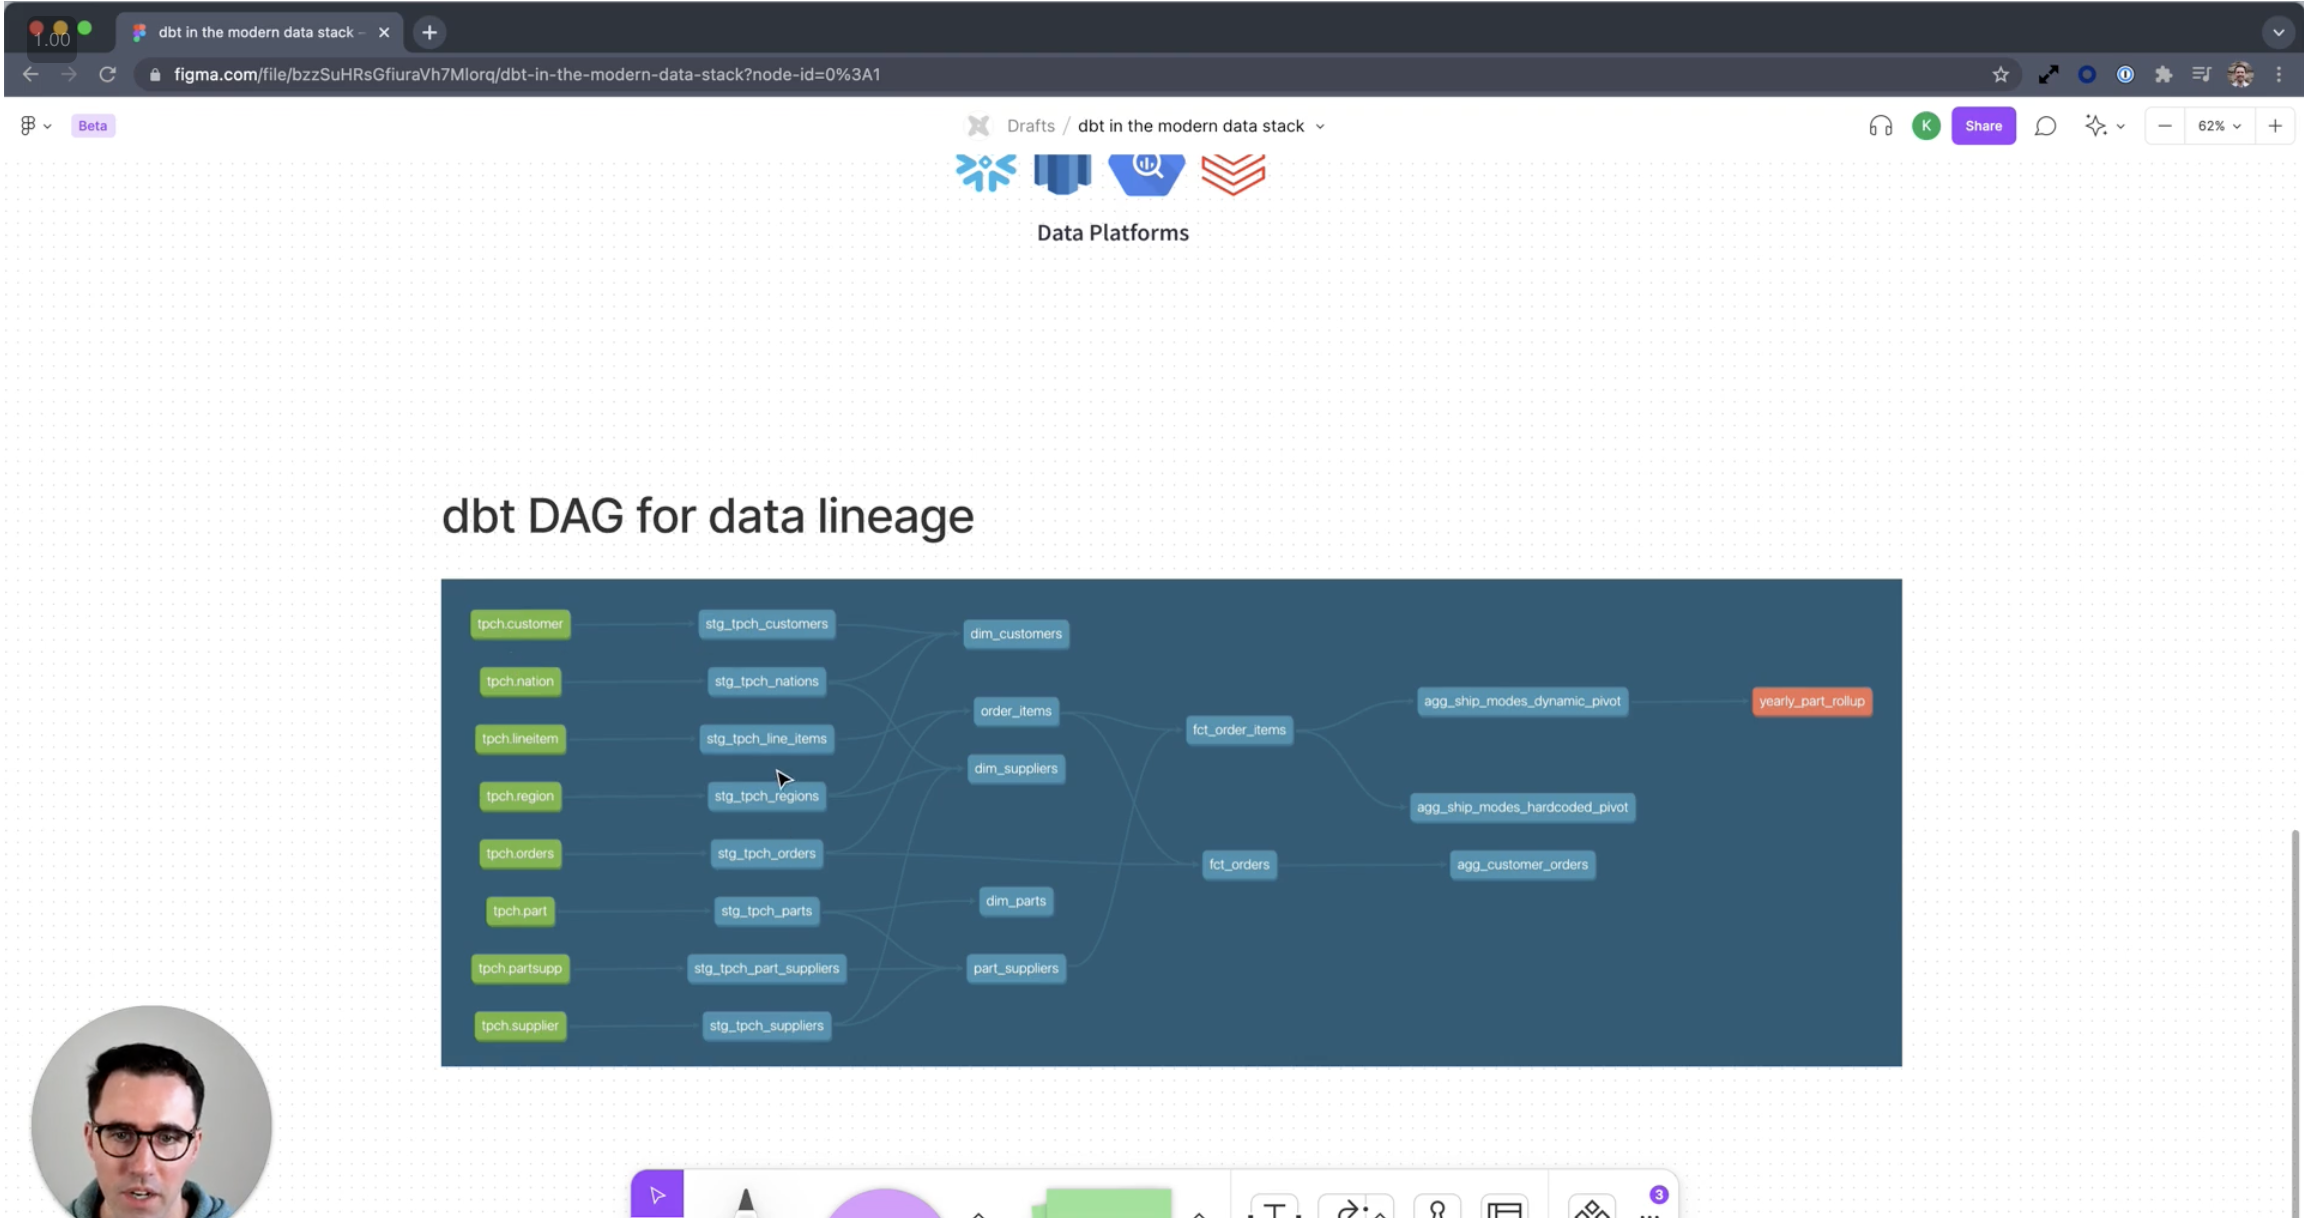 1.00
dbt in the modern data stack –
figma.com/file/bzzSuHRsGfiuraVh7Mlorq/dbt-in-the-modern-data-stack?node-id=0%3A1
Beta
Drafts / dbt in the modern data stack
K
Share
62%
Data Platforms
dbt DAG for data lineage
tpch.customer
stg_tpch_customers
dim_customers
tpch.nation
stg_tpch_nations
order_items
agg_ship_modes_dynamic_pivot
yearly_part_rollup
tpch.lineitem
stg_tpch_line_items
fct_order_items
dim_suppliers
tpch.region
stg_tpch_regions
agg_ship_modes_hardcoded_pivot
tpch.orders
stg_tpch_orders
fct_orders
agg_customer_orders
tpch.part
stg_tpch_parts
dim_parts
tpch.partsupp
stg_tpch_part_suppliers
part_suppliers
tpch.supplier
stg_tpch_suppliers
T
3